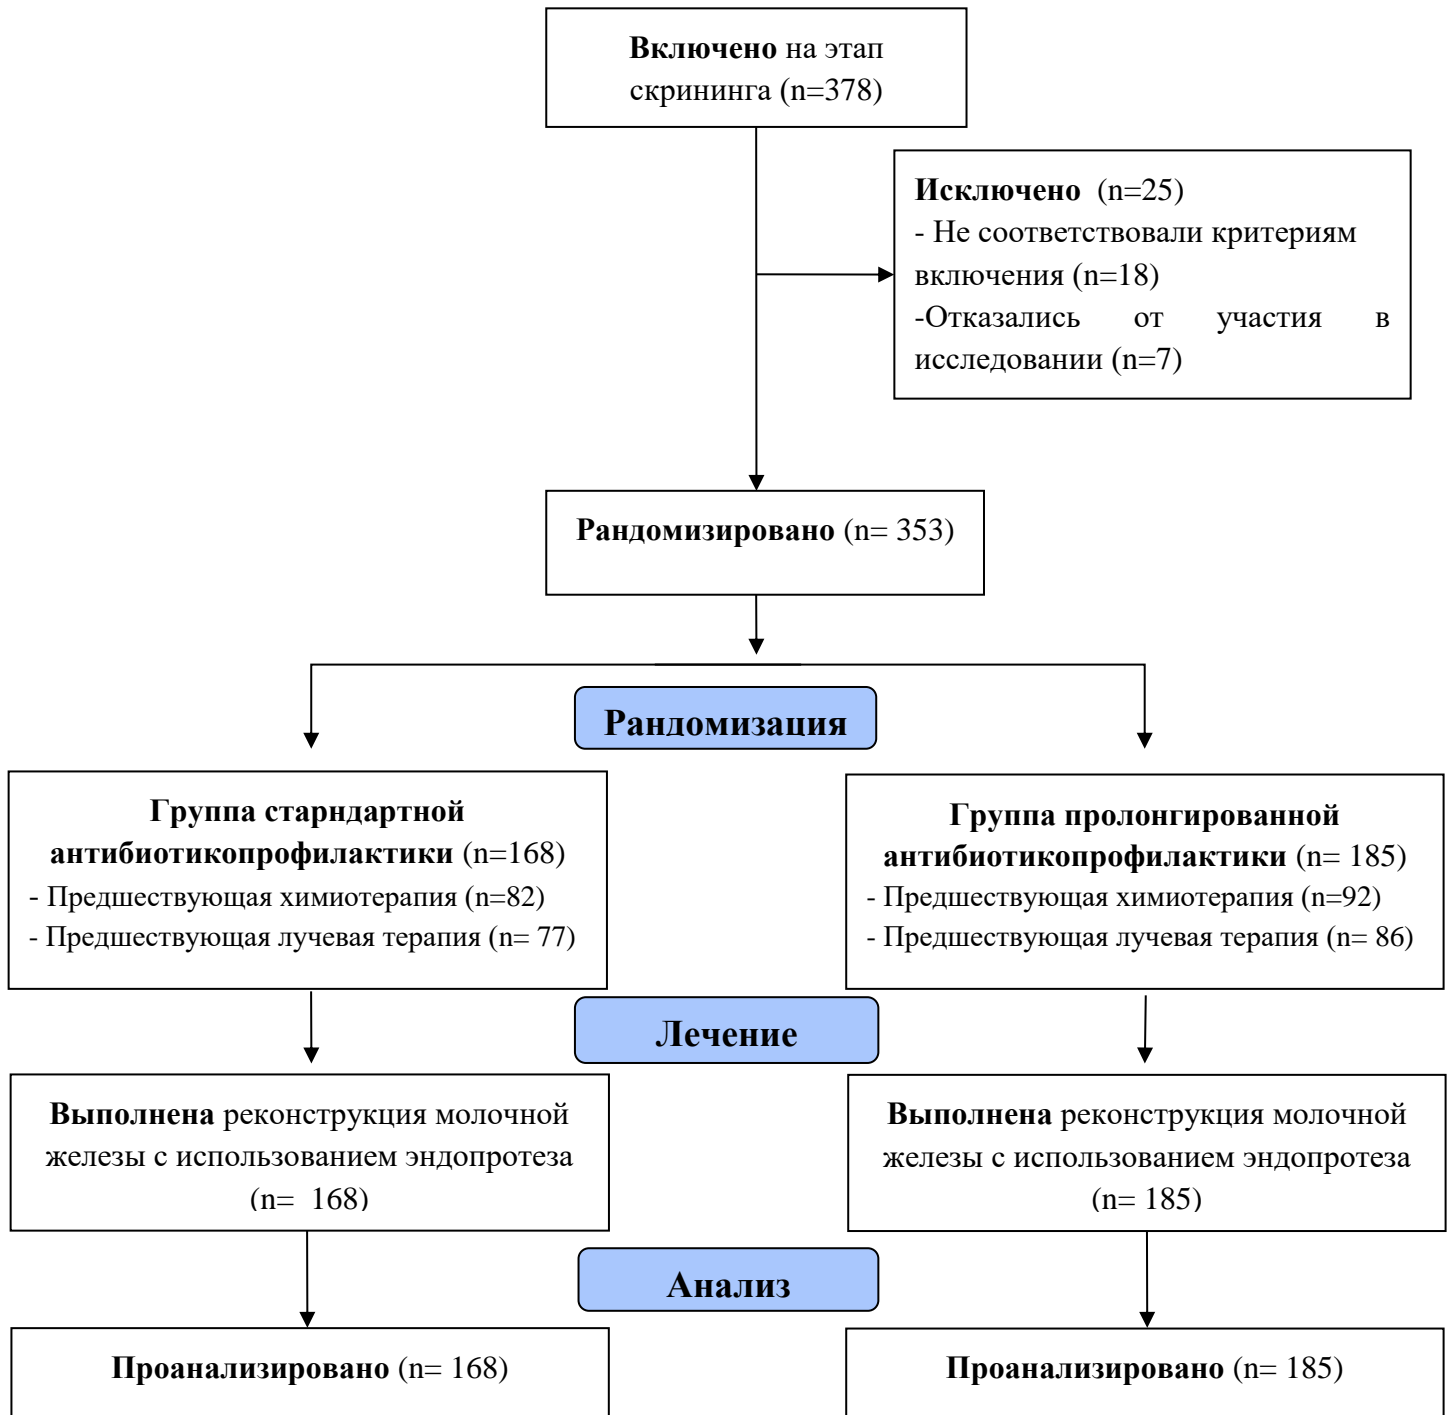 Включено на этап
скрининга (n=378)
Исключено (n=25)
- Не соответствовали критериям
включения (n=18)
-Отказались от участия в
исследовании (n=7)
Рандомизировано (n= 353)
Рандомизация
Группа старндартной
антибиотикопрофилактики (n=168)
- Предшествующая химиотерапия (n=82)
- Предшествующая лучевая терапия (n= 77)
Группа пролонгированной
антибиотикопрофилактики (n= 185)
- Предшествующая химиотерапия (n=92)
- Предшествующая лучевая терапия (n= 86)
Лечение
Выполнена реконструкция молочной
железы с использованием эндопротеза
(n= 168)
Выполнена реконструкция молочной
железы с использованием эндопротеза
(n= 185)
Анализ
Проанализировано (n= 168)
Проанализировано (n= 185)